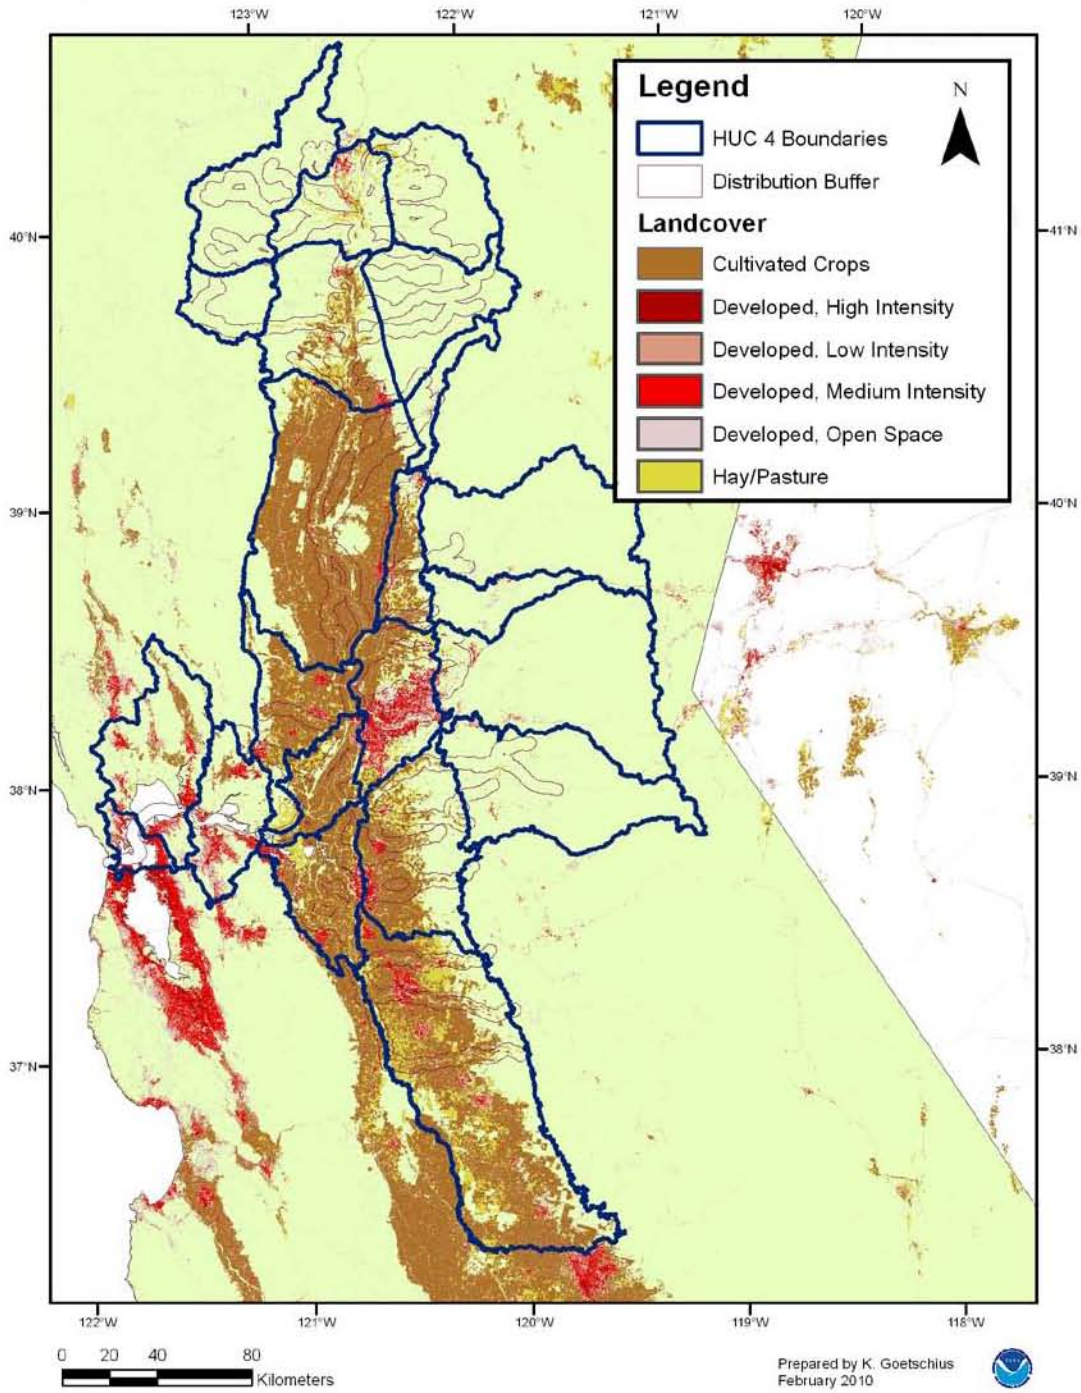 123°W 122°W 121°W 120°W
Legend
N
HUC 4 Boundaries
Distribution Buffer
Landcover
Cultivated Crops
Developed, High Intensity
Developed, Low Intensity
Developed, Medium Intensity
Developed, Open Space
Hay/Pasture
40°N
41°N
39°N
40°N
38°N
39°N
37°N
38°N
122°W 121°W 120°W 119°W 118°W
0 20 40 80
Kilometers
Prepared by K. Goetschius
February 2010